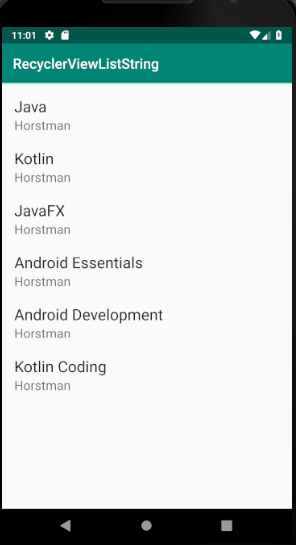 11:01
RecyclerViewListString
Java
Horstman
Kotlin
Horstman
JavaFX
Horstman
Android Essentials
Horstman
Android Development
Horstman
Kotlin Coding
Horstman